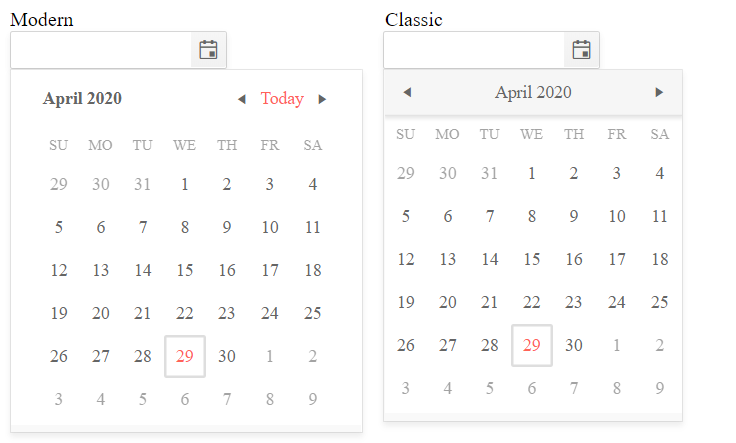 Modern
April 2020 ◀ Today ▶
SU MO TU WE TH FR SA
29 30 31 1 2 3 4
5 6 7 8 9 10 11
12 13 14 15 16 17 18
19 20 21 22 23 24 25
26 27 28 29 30 1 2
3 4 5 6 7 8 9
Classic
◀ April 2020 ▶
SU MO TU WE TH FR SA
29 30 31 1 2 3 4
5 6 7 8 9 10 11
12 13 14 15 16 17 18
19 20 21 22 23 24 25
26 27 28 29 30 1 2
3 4 5 6 7 8 9